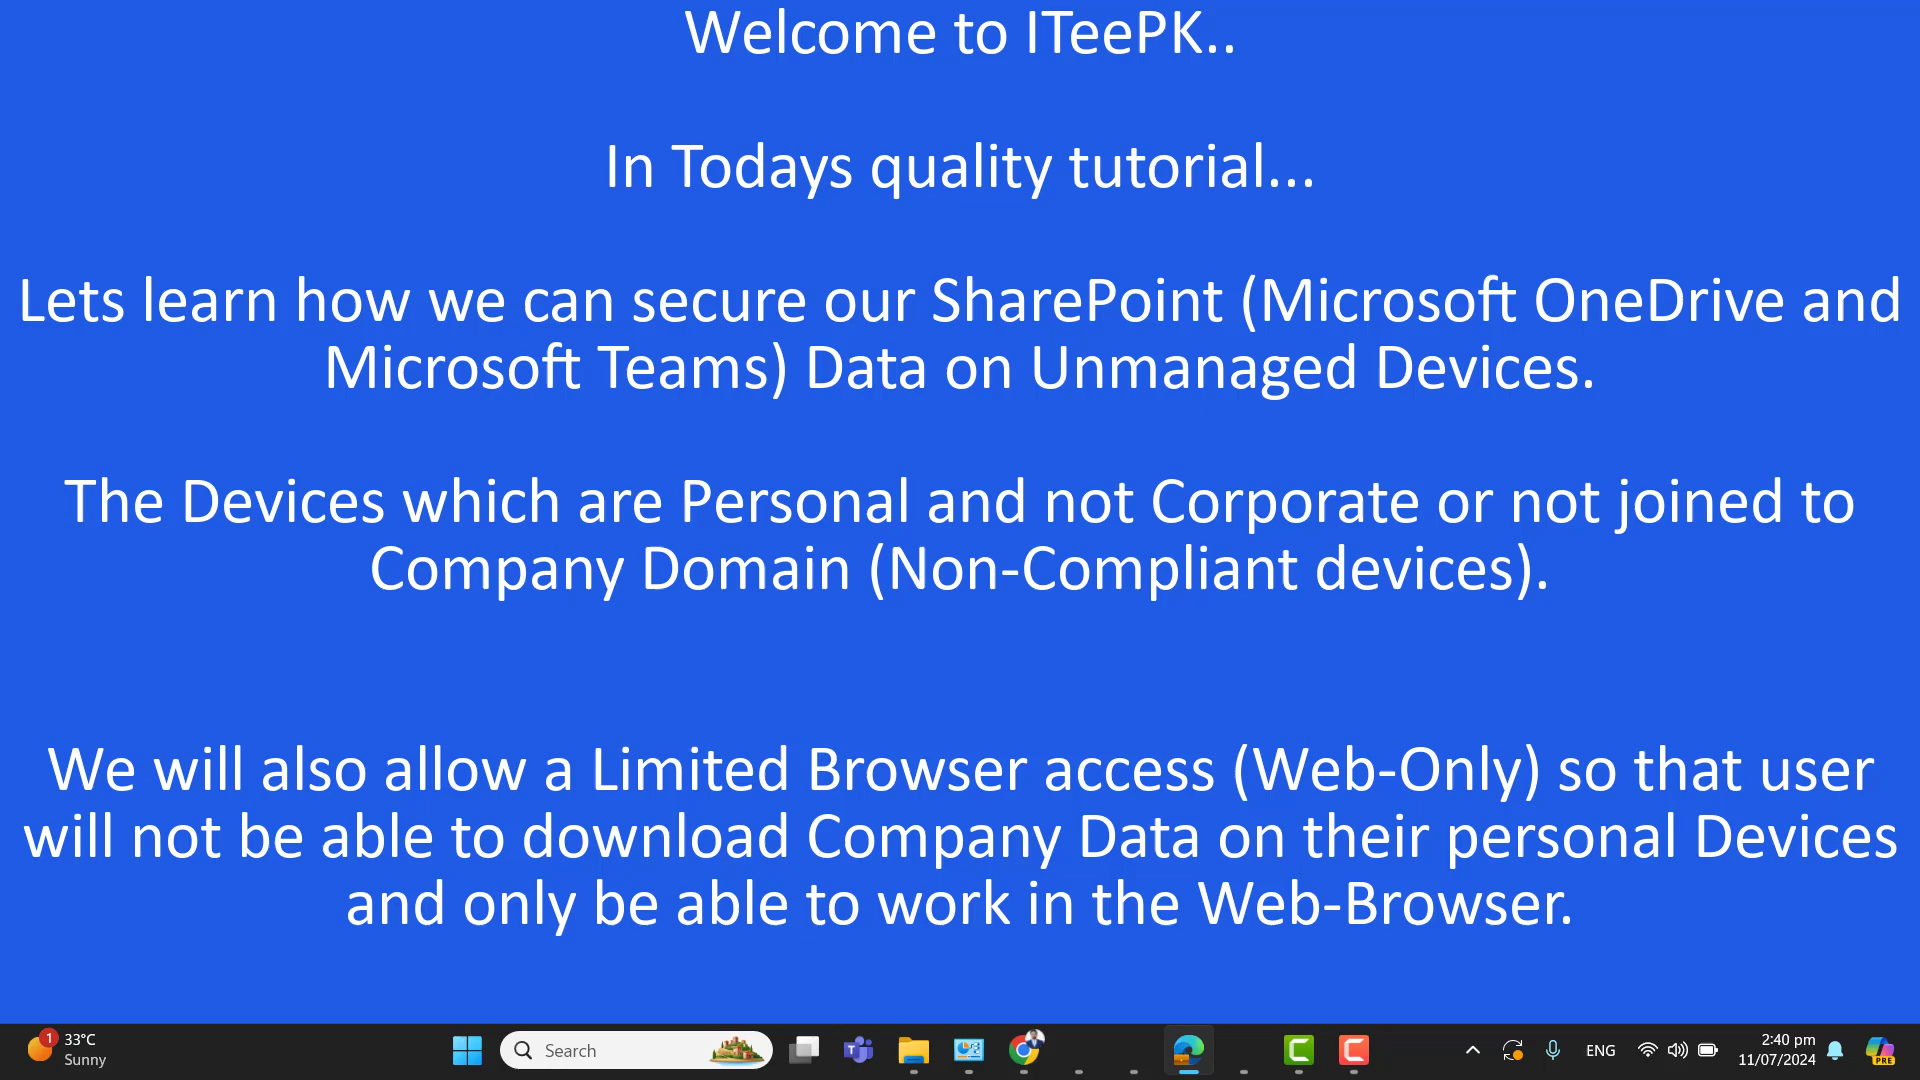 Welcome to ITeePK..
In Todays quality tutorial...
Lets learn how we can secure our SharePoint (Microsoft OneDrive and
Microsoft Teams) Data on Unmanaged Devices.
The Devices which are Personal and not Corporate or not joined to
Company Domain (Non-Compliant devices).
We will also allow a Limited Browser access (Web-Only) so that user
will not be able to download Company Data on their personal Devices
and only be able to work in the Web-Browser.
1
33°C
Sunny
Search
T
ENG
2:40 pm
11/07/2024
PRE